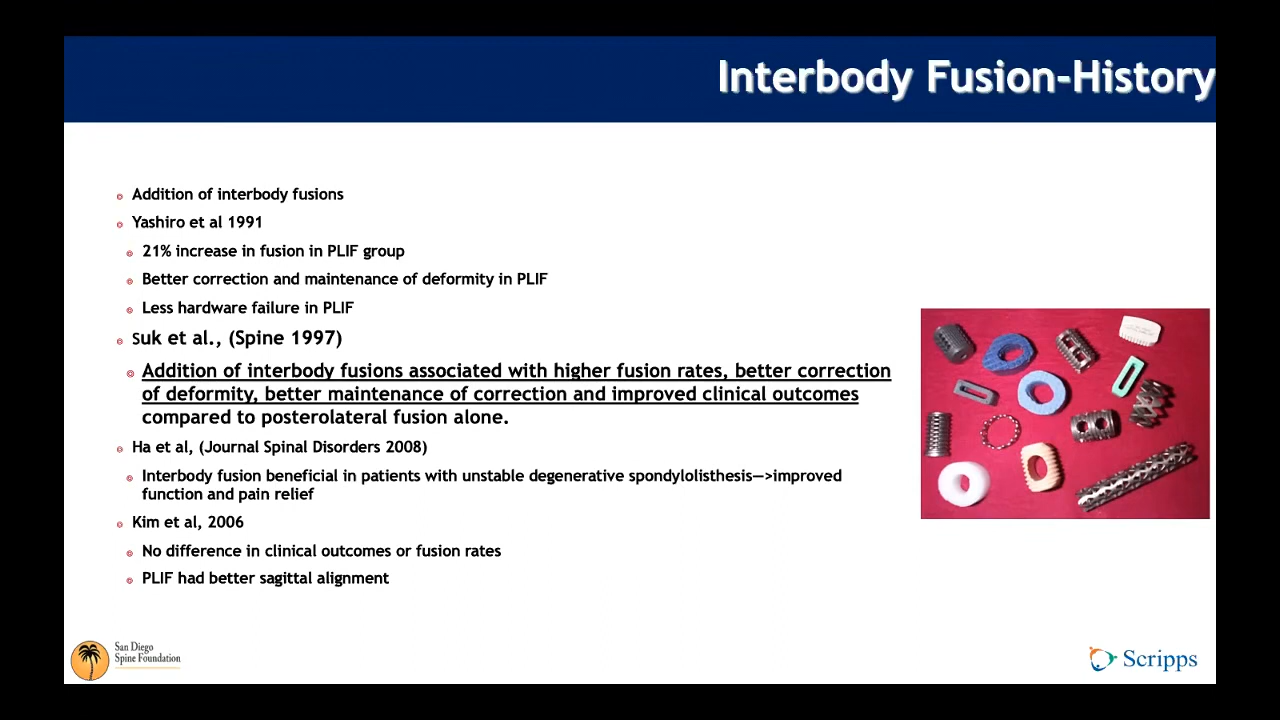 Interbody Fusion-History
Addition of interbody fusions
Yashiro et al 1991
21% increase in fusion in PLIF group
Better correction and maintenance of deformity in PLIF
Less hardware failure in PLIF
Suk et al., (Spine 1997)
Addition of interbody fusions associated with higher fusion rates, better correction
of deformity, better maintenance of correction and improved clinical outcomes
compared to posterolateral fusion alone.
Ha et al, (Journal Spinal Disorders 2008)
Interbody fusion beneficial in patients with unstable degenerative spondylolisthesis—>improved
function and pain relief
Kim et al, 2006
No difference in clinical outcomes or fusion rates
PLIF had better sagittal alignment
San Diego
Spine Foundation
Scripps